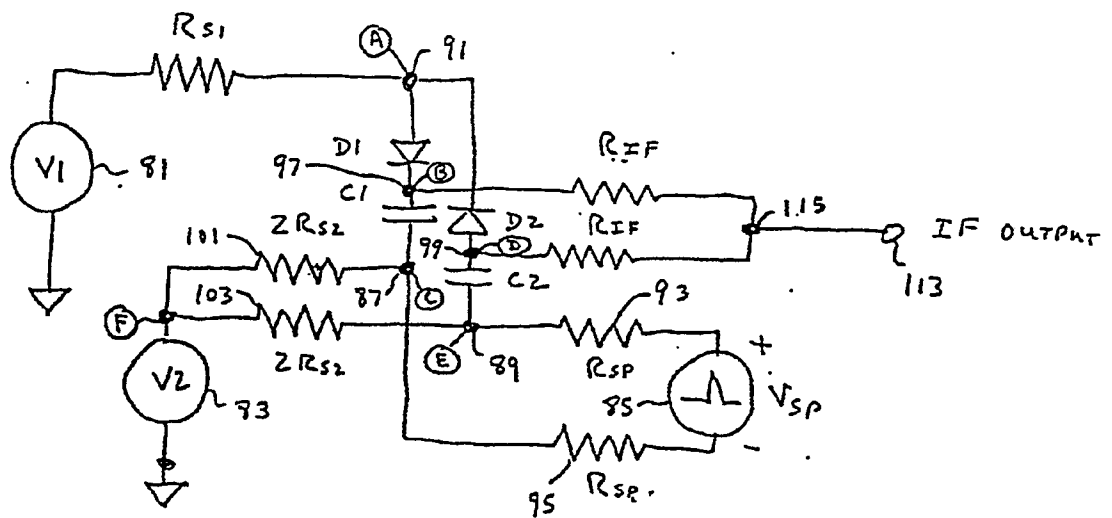 RS1
A
91
D1
97
B
RIF
V1
81
C1
2RS2
D2
RIF
115
IF OUTPUT
101
99
D
103
87
C
C2
93
113
F
2RS2
E
89
RSP
+
V2
83
85
VSP
-
95
RSP.